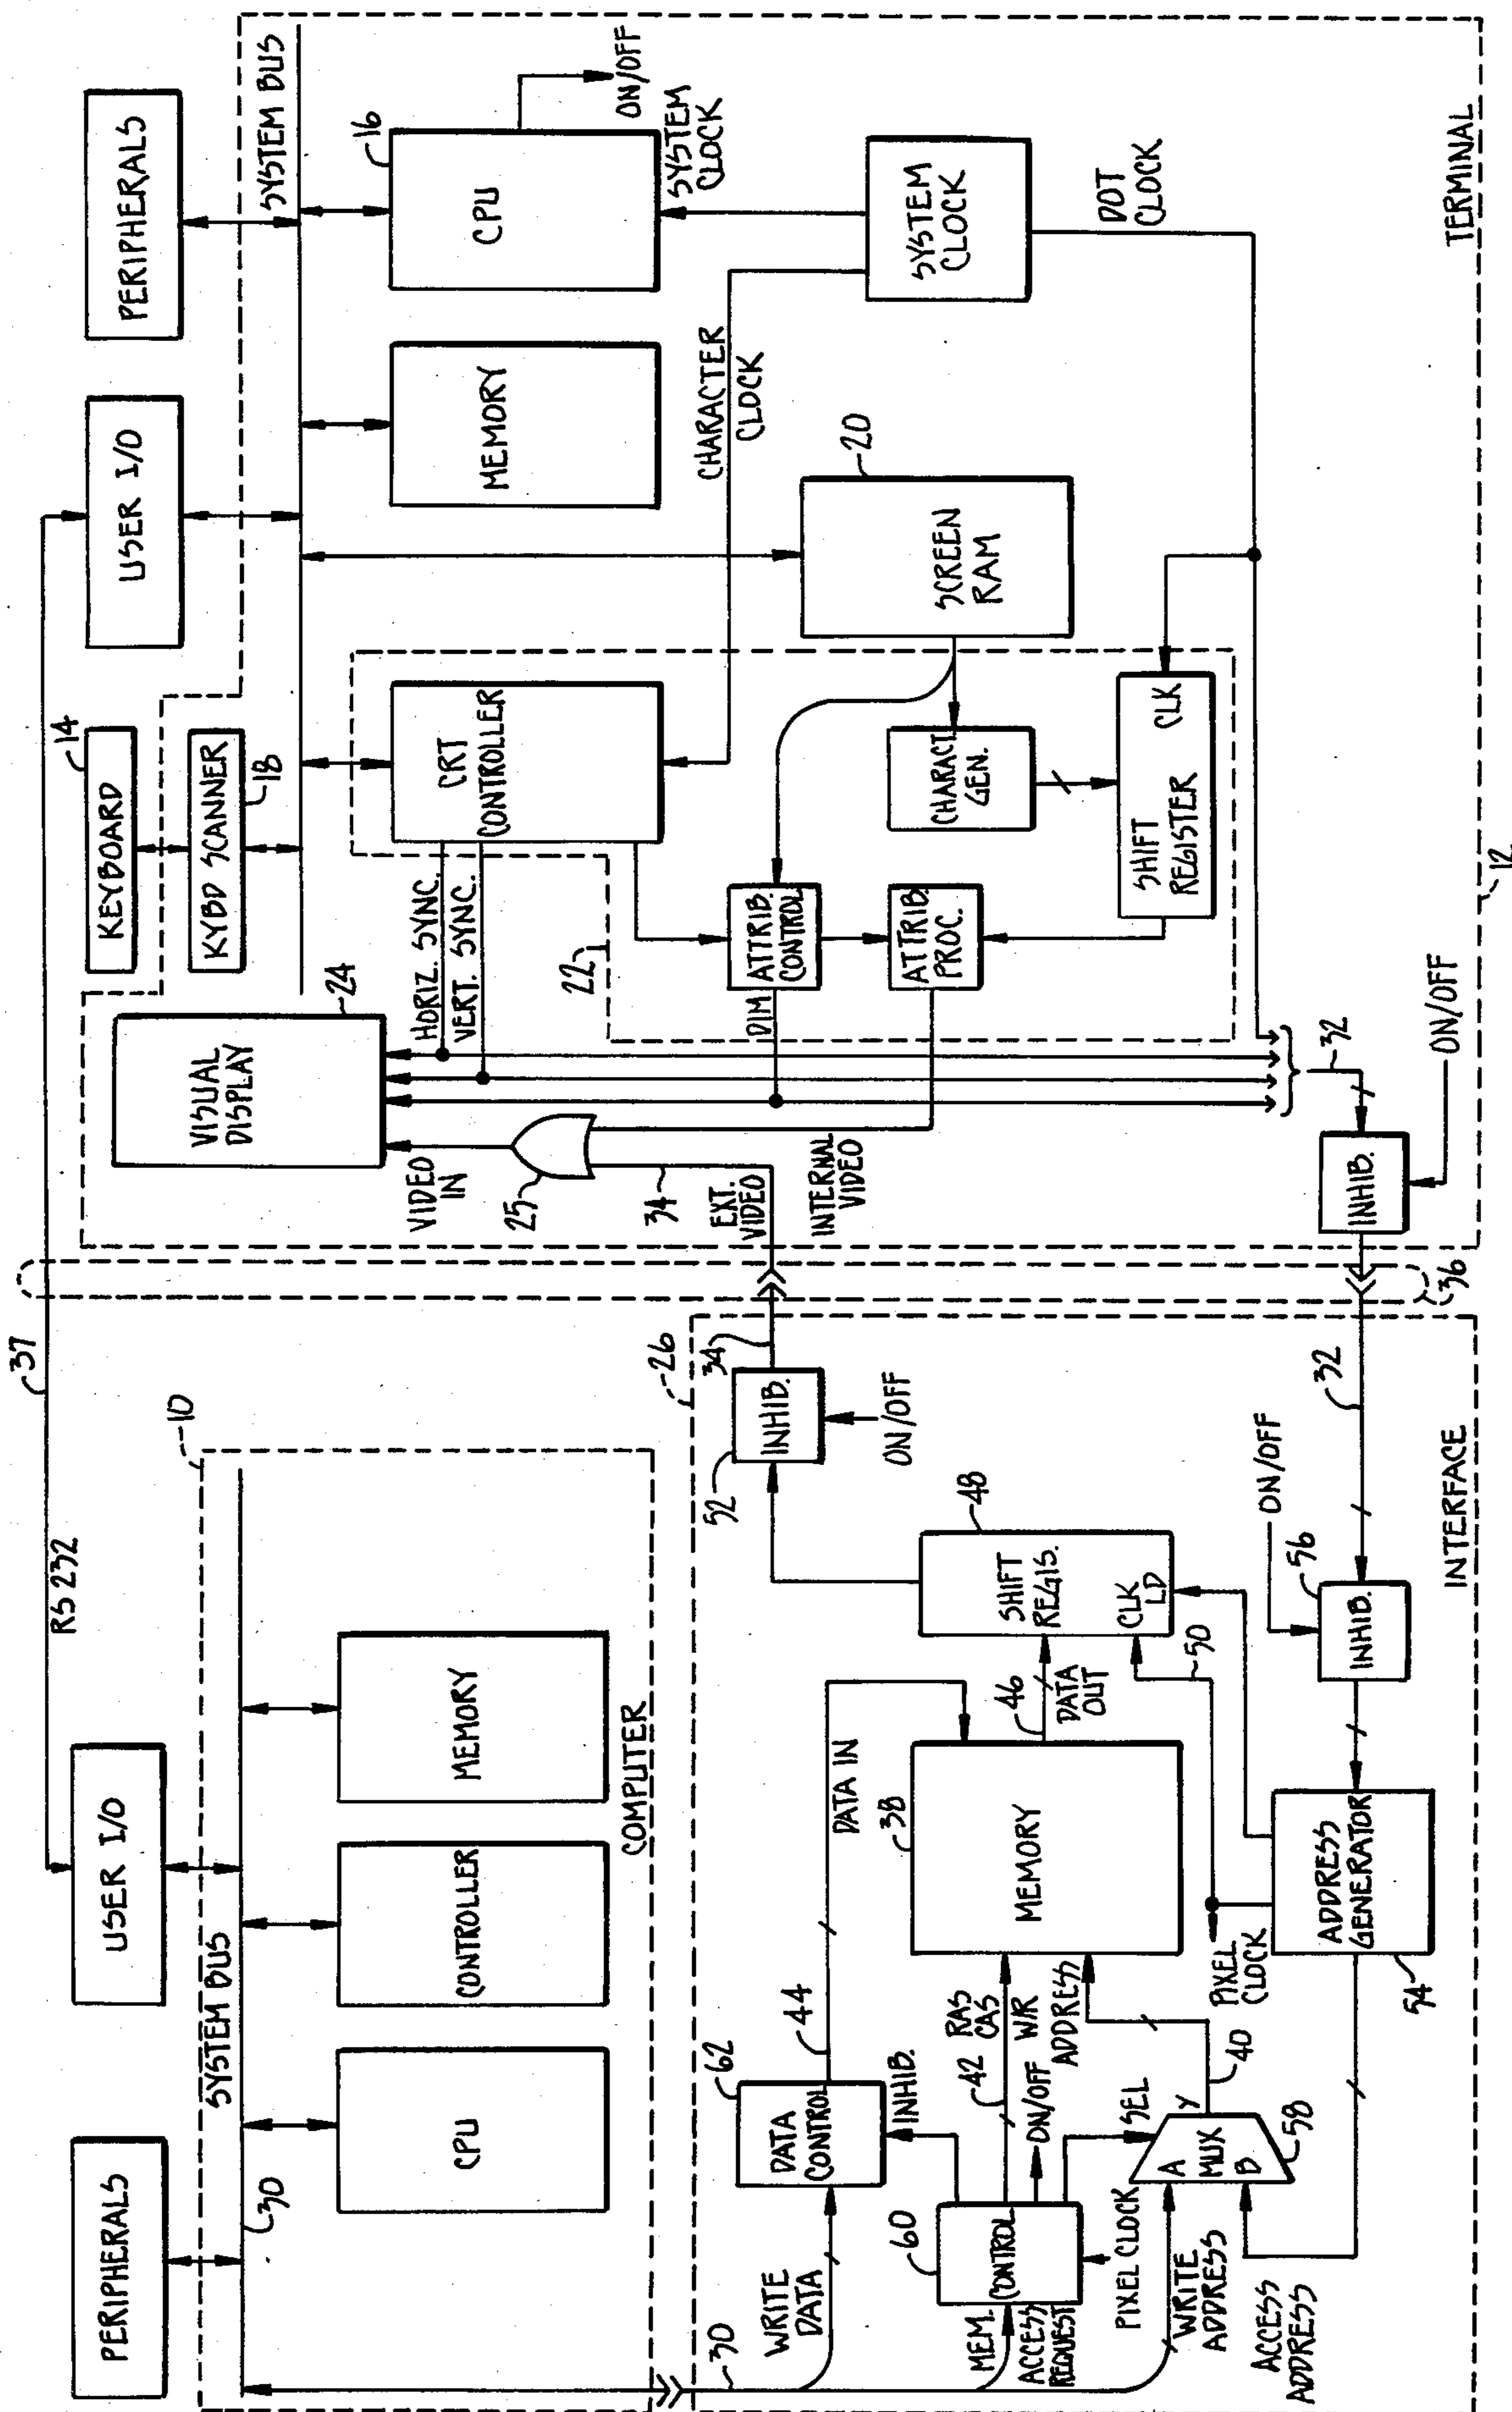 PERIPHERALS
USER I/O
RS 232
37
10
SYSTEM BUS
30
CPU
CONTROLLER
MEMORY
COMPUTER
KEYBOARD
14
KYBD SCANNER
18
USER I/O
PERIPHERALS
SYSTEM BUS
VISUAL
DISPLAY
24
HORIZ. SYNC.
VERT. SYNC.
VIDEO
IN
25
34
EXT.
VIDEO
INTERNAL
VIDEO
CRT
CONTROLLER
MEMORY
CPU
16
ON/OFF
SYSTEM
CLOCK
CHARACTER
CLOCK
SYSTEM
CLOCK
DOT
CLOCK
SCREEN
RAM
20
22
DIM
ATTRIB.
CONTROL
ATTRIB.
PROC.
CHARACT.
GEN.
SHIFT
REGISTER
CLK
32
INHIB.
ON/OFF
12
TERMINAL
36
26
34
INHIB.
52
ON/OFF
30
WRITE
DATA
DATA
CONTROL
62
44
DATA IN
INHIB.
MEM.
ACCESS
REQUEST
CONTROL
60
PIXEL CLOCK
42
RAS
CAS
W/R
ON/OFF
ADDRESS
SEL
MEMORY
38
46
DATA
OUT
SHIFT
REGIS.
CLK
LD
48
50
WRITE
ADDRESS
A
MUX
B
Y
40
58
ACCESS
ADDRESS
PIXEL
CLOCK
ADDRESS
GENERATOR
54
INHIB.
56
ON/OFF
32
INTERFACE